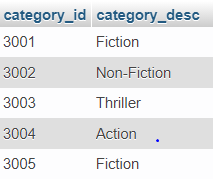 category_id category_desc
3001 Fiction
3002 Non-Fiction
3003 Thriller
3004 Action
3005 Fiction